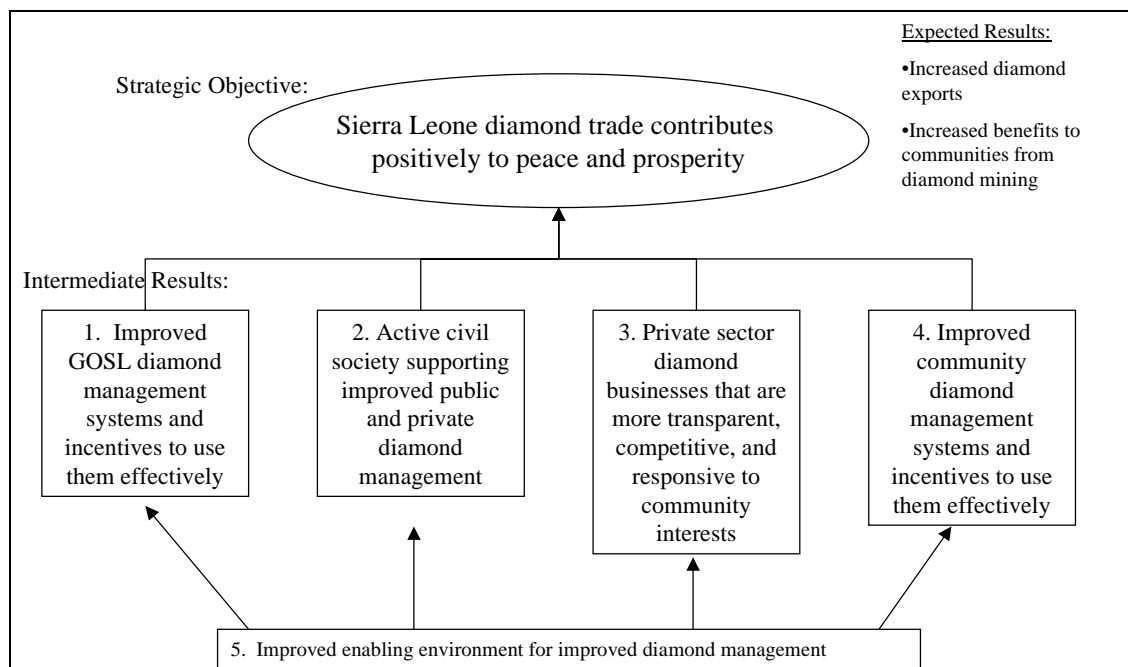 Expected Results:
•Increased diamond
exports
•Increased benefits to
communities from
diamond mining
Strategic Objective:
Sierra Leone diamond trade contributes
positively to peace and prosperity
Intermediate Results:
1. Improved
GOSL diamond
management
systems and
incentives to use
them effectively
2. Active civil
society supporting
improved public
and private
diamond
management
3. Private sector
diamond
businesses that are
more transparent,
competitive, and
responsive to
community
interests
4. Improved
community
diamond
management
systems and
incentives to use
them effectively
5. Improved enabling environment for improved diamond management